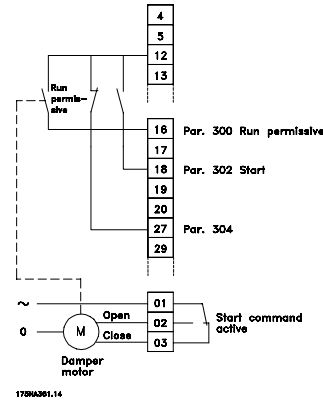 4
5
12
13
Run
permis-
sive
16
Par. 300 Run permissive
17
18
Par. 302 Start
19
20
27
Par. 304
29
~
01
Open
02
Start command
active
0
M
Close
03
Damper
motor
175HA361.14